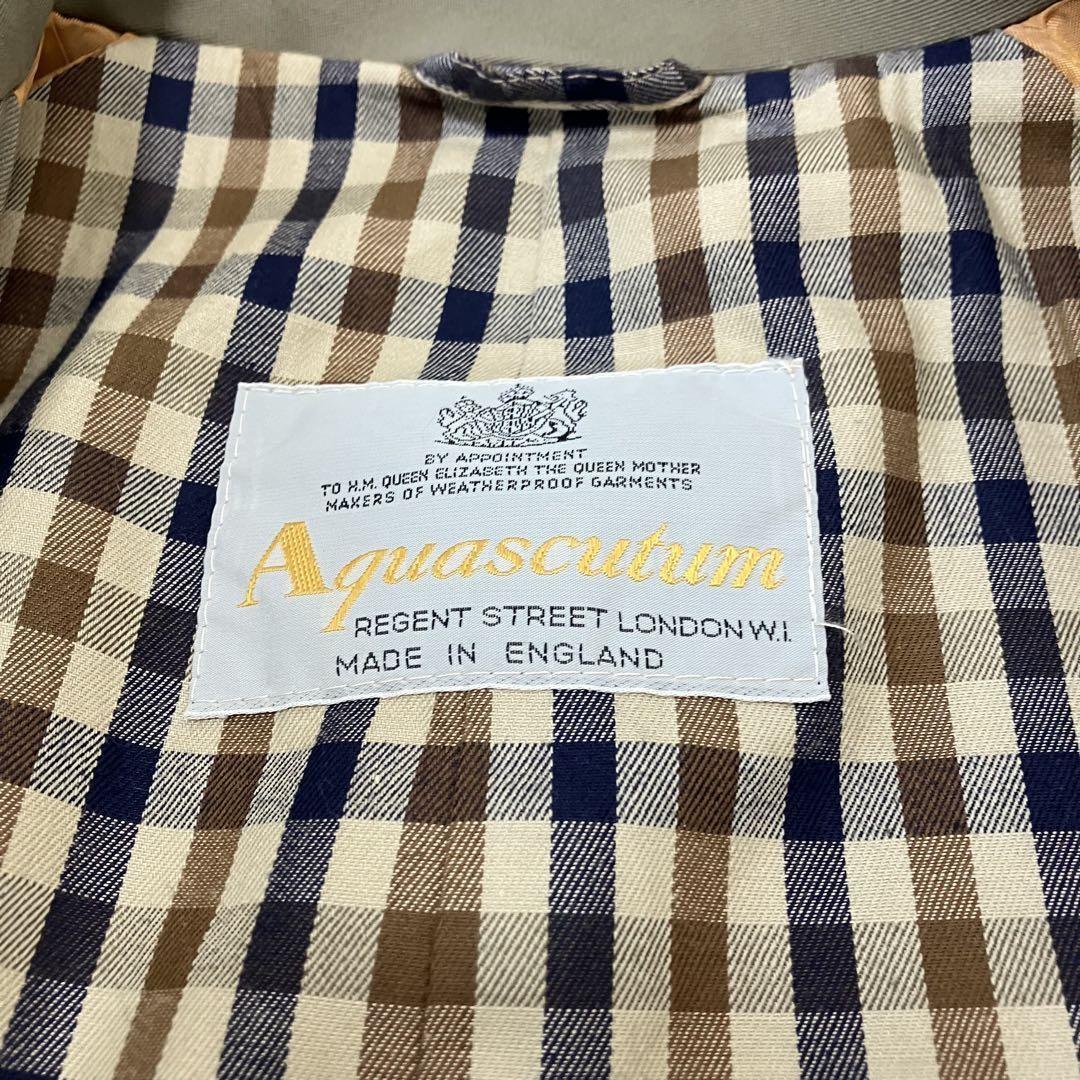 BY APPOINTMENT
TO H.M. QUEEN ELIZABETH THE QUEEN MOTHER
MAKERS OF WEATHERPROOF GARMENTS
Aquascutum
REGENT STREET LONDON W.I.
MADE IN ENGLAND